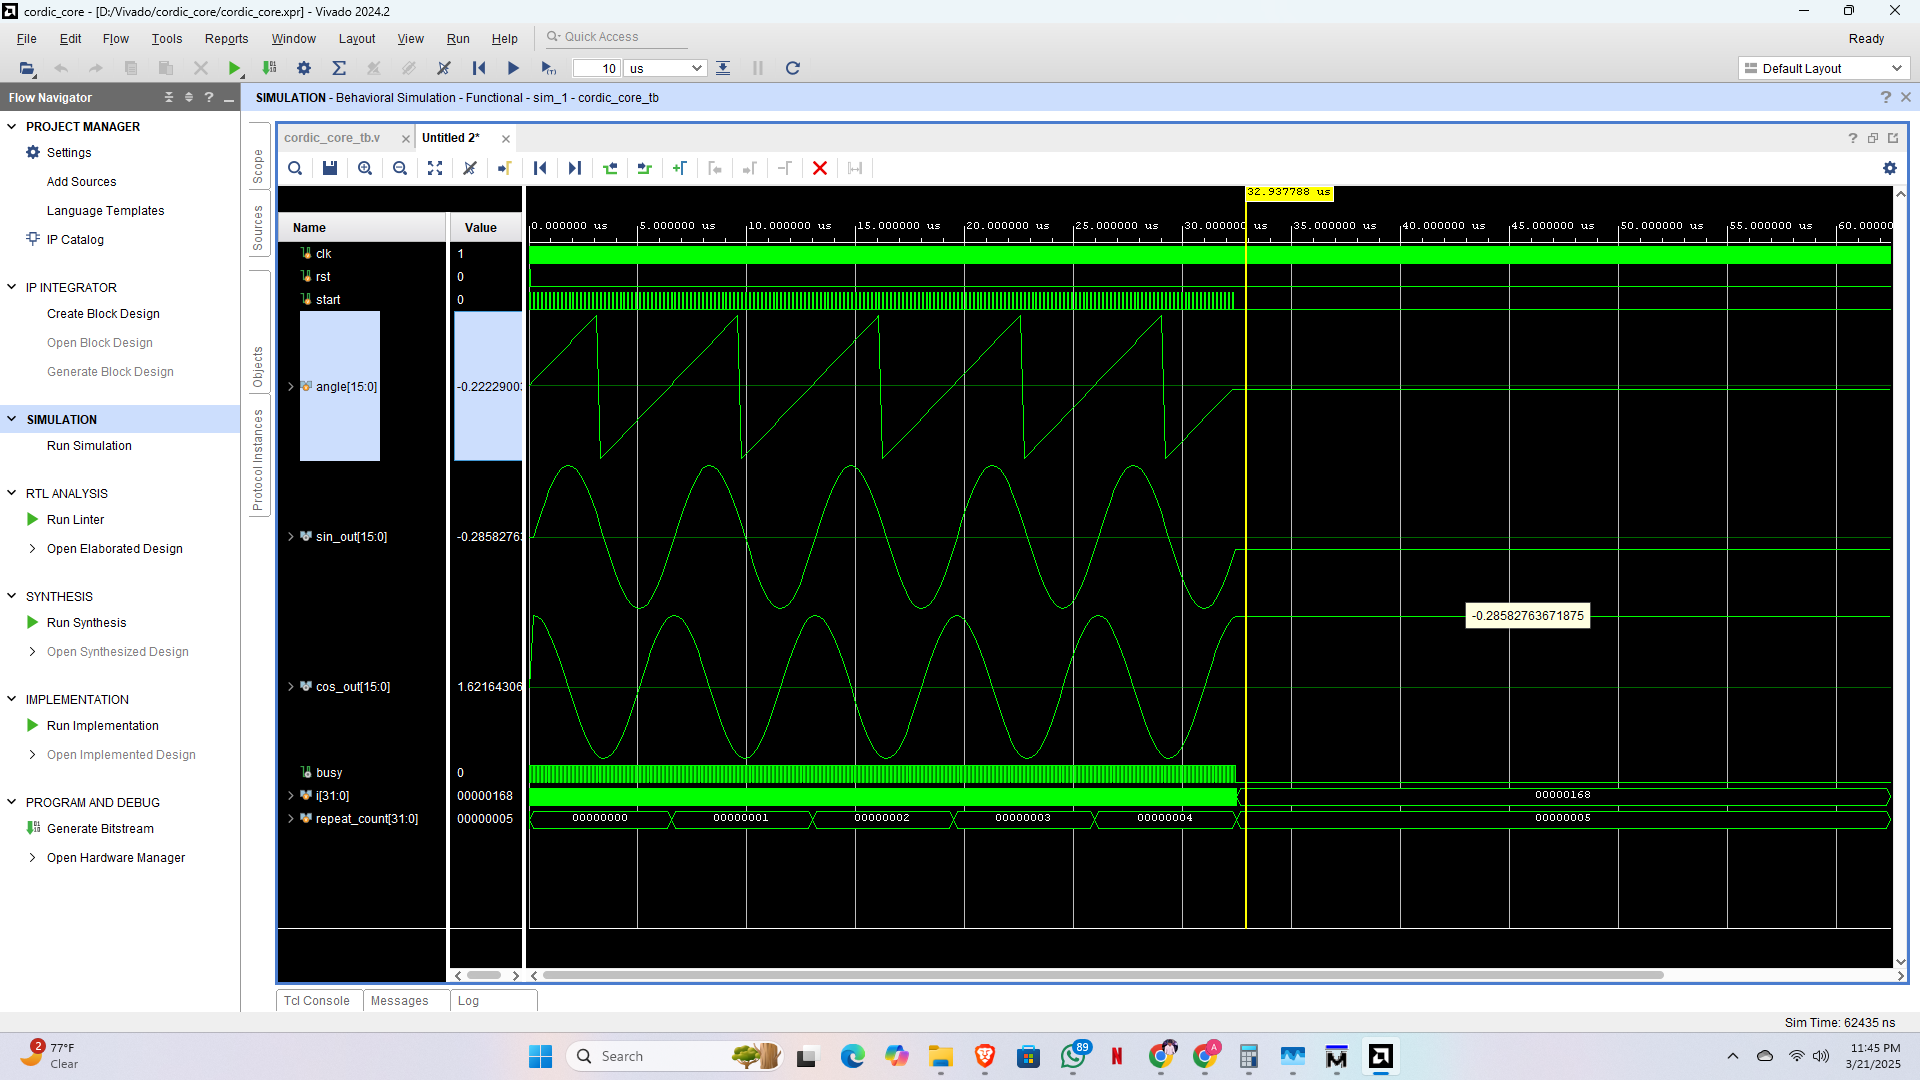 cordic_core - [D:/Vivado/cordic_core/cordic_core.xpr] - Vivado 2024.2
File Edit Flow Tools Reports Window Layout View Run Help Quick Access
Ready
10 us
Default Layout
Flow Navigator
SIMULATION - Behavioral Simulation - Functional - sim_1 - cordic_core_tb
PROJECT MANAGER
Settings
Add Sources
Language Templates
IP Catalog
IP INTEGRATOR
Create Block Design
Open Block Design
Generate Block Design
SIMULATION
Run Simulation
RTL ANALYSIS
Run Linter
Open Elaborated Design
SYNTHESIS
Run Synthesis
Open Synthesized Design
IMPLEMENTATION
Run Implementation
Open Implemented Design
PROGRAM AND DEBUG
Generate Bitstream
Open Hardware Manager
Scope
Sources
Objects
Protocol Instances
cordic_core_tb.v
Untitled 2*
32.937788 us
Name Value
0.000000 us 5.000000 us 10.000000 us 15.000000 us 20.000000 us 25.000000 us 30.000000 us 35.000000 us 40.000000 us 45.000000 us 50.000000 us 55.000000 us 60.00000
clk 1
rst 0
start 0
angle[15:0] -0.2222900
sin_out[15:0] -0.2858276
-0.28582763671875
cos_out[15:0] 1.62164306
busy 0
i[31:0] 00000168 00000168
repeat_count[31:0] 00000005 00000000 00000001 00000002 00000003 00000004 00000005
Tcl Console Messages Log
Sim Time: 62435 ns
2
77°F
Clear
Search
89
A
11:45 PM
3/21/2025